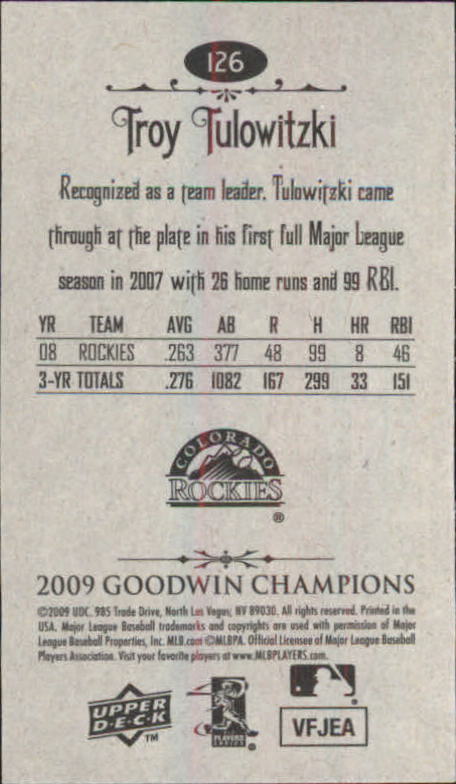 126
Troy Tulowitzki
Recognized as a team leader. Tulowitzki came
through at the plate in his first full Major League
season in 2007 with 26 home runs and 99 RBI.
YR TEAM AVG AB R H HR RBI
08 ROCKIES .263 377 48 99 8 46
3-YR TOTALS .276 1082 167 299 33 151
COLORADO
ROCKIES
®
2009 GOODWIN CHAMPIONS
©2009 UDC. 985 Trade Drive, North Las Vegas, NV 89030. All rights reserved. Printed in the
USA. Major League Baseball trademarks and copyrights are used with permission of Major
League Baseball Properties, Inc. MLB.com ©MLBPA. Official Licensee of Major League Baseball
Players Association. Visit your favorite players at www.MLBPLAYERS.com.
UPPER
D·E·C·K
TM
PLAYERS
CHOICE
®
VFJEA